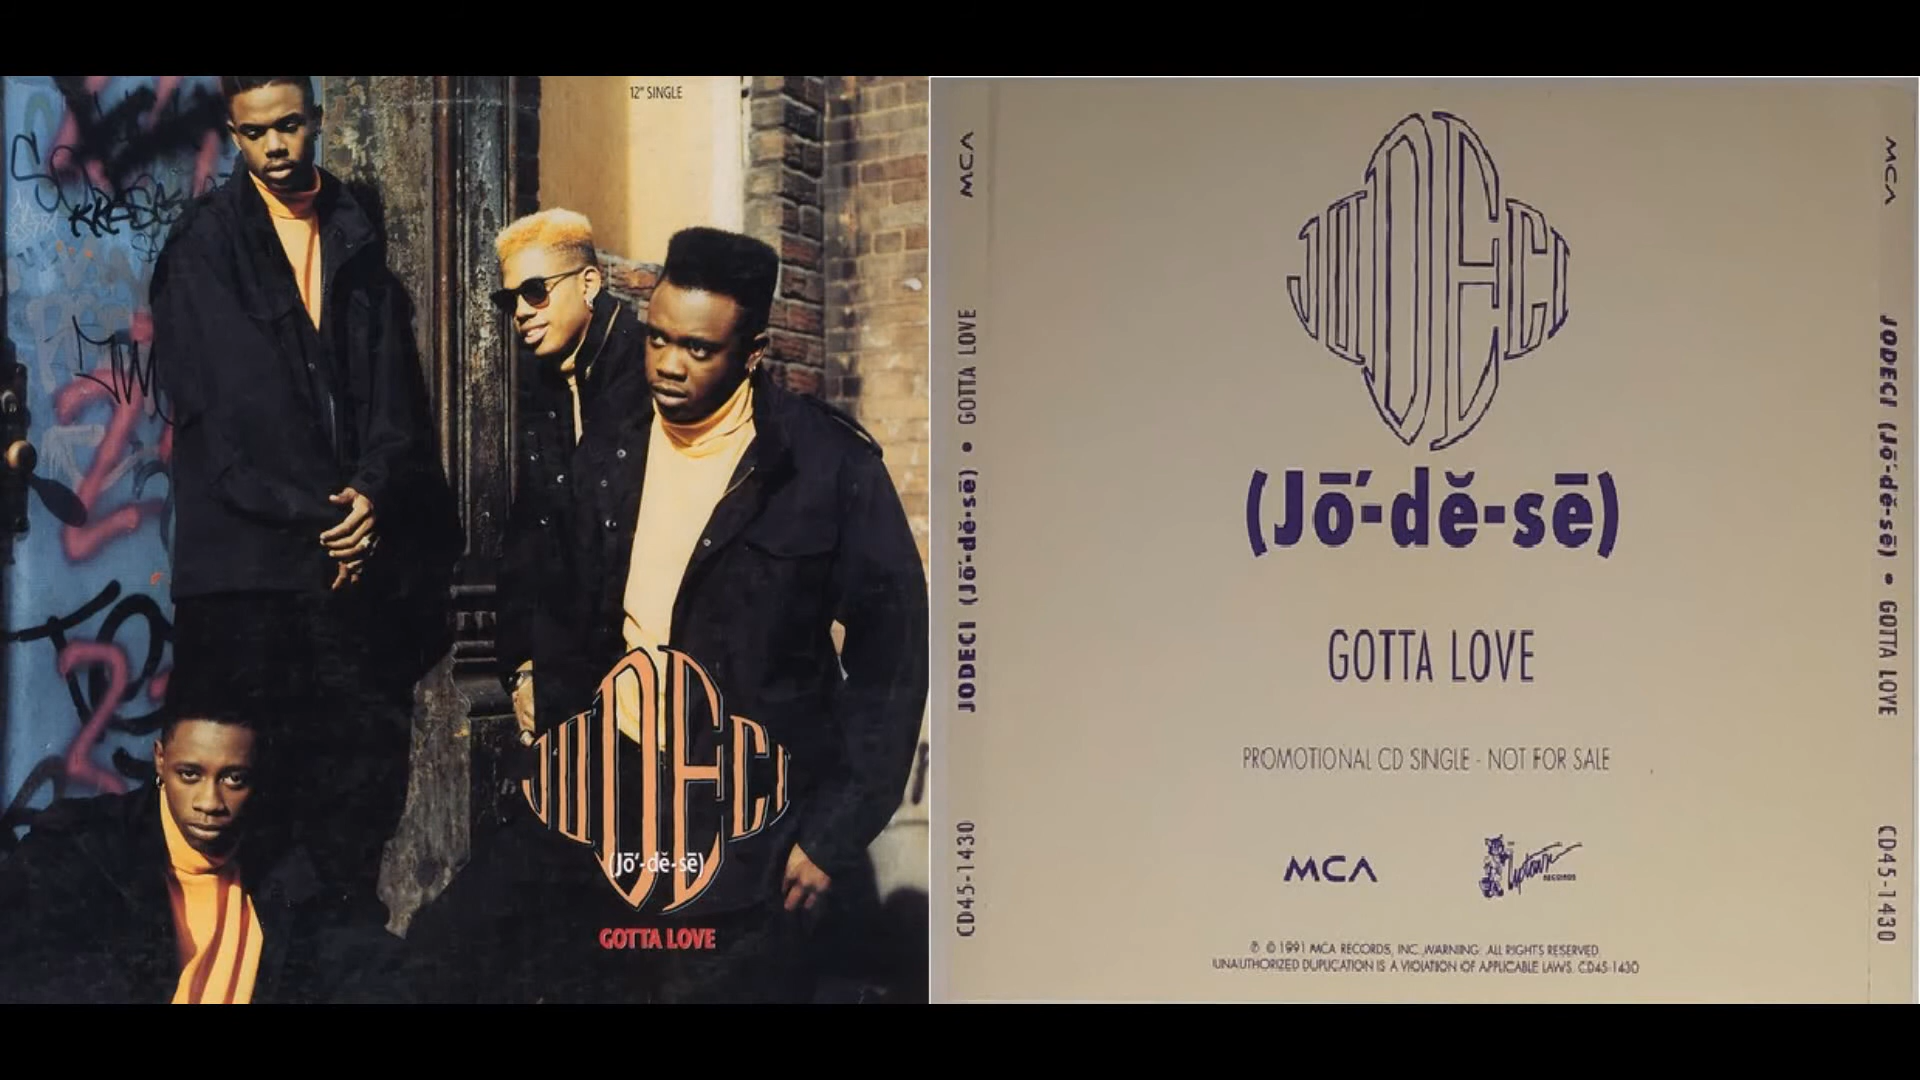 12" SINGLE
JODECI
(Jō′-dĕ-sē)
GOTTA LOVE
MCA
JODECI (Jō′-dĕ-sē) • GOTTA LOVE
CD45-1430
JODECI
(Jō′-dĕ-sē)
GOTTA LOVE
PROMOTIONAL CD SINGLE - NOT FOR SALE
MCA
Uptown
RECORDS
℗ © 1991 MCA RECORDS, INC. WARNING: ALL RIGHTS RESERVED.
UNAUTHORIZED DUPLICATION IS A VIOLATION OF APPLICABLE LAWS. CD45-1430
MCA
JODECI (Jō′-dĕ-sē) • GOTTA LOVE
CD45-1430